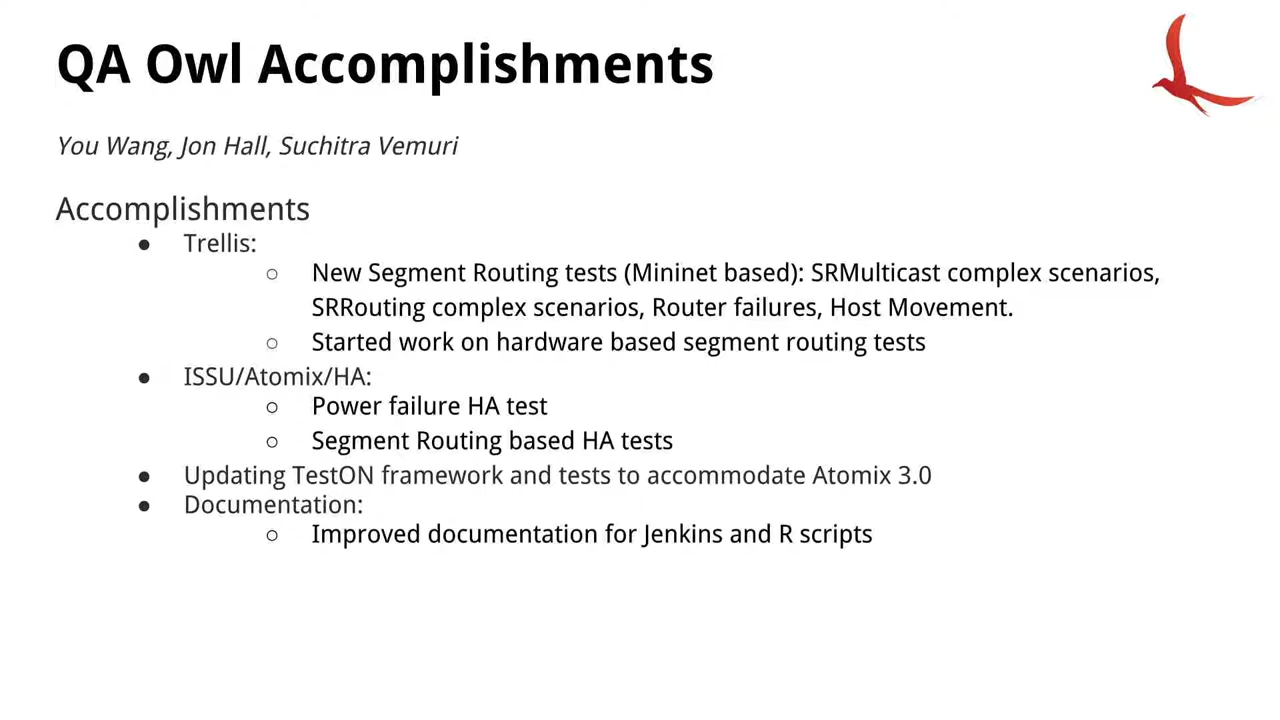 QA Owl Accomplishments
You Wang, Jon Hall, Suchitra Vemuri
Accomplishments
● Trellis:
○ New Segment Routing tests (Mininet based): SRMulticast complex scenarios,
SRRouting complex scenarios, Router failures, Host Movement.
○ Started work on hardware based segment routing tests
● ISSU/Atomix/HA:
○ Power failure HA test
○ Segment Routing based HA tests
● Updating TestON framework and tests to accommodate Atomix 3.0
● Documentation:
○ Improved documentation for Jenkins and R scripts